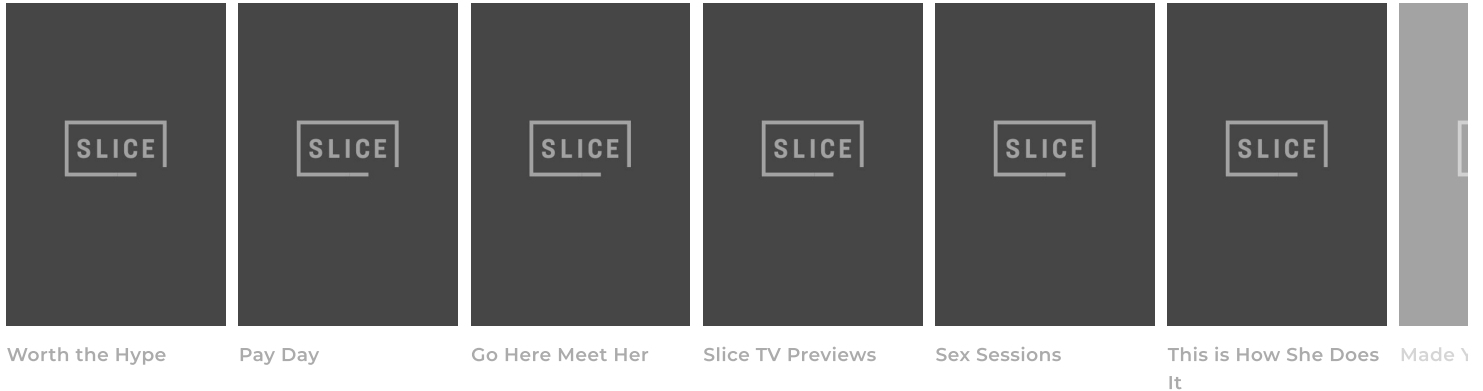 SLICE SLICE SLICE SLICE SLICE SLICE
Worth the Hype Pay Day Go Here Meet Her Slice TV Previews Sex Sessions This is How She Does Made
It